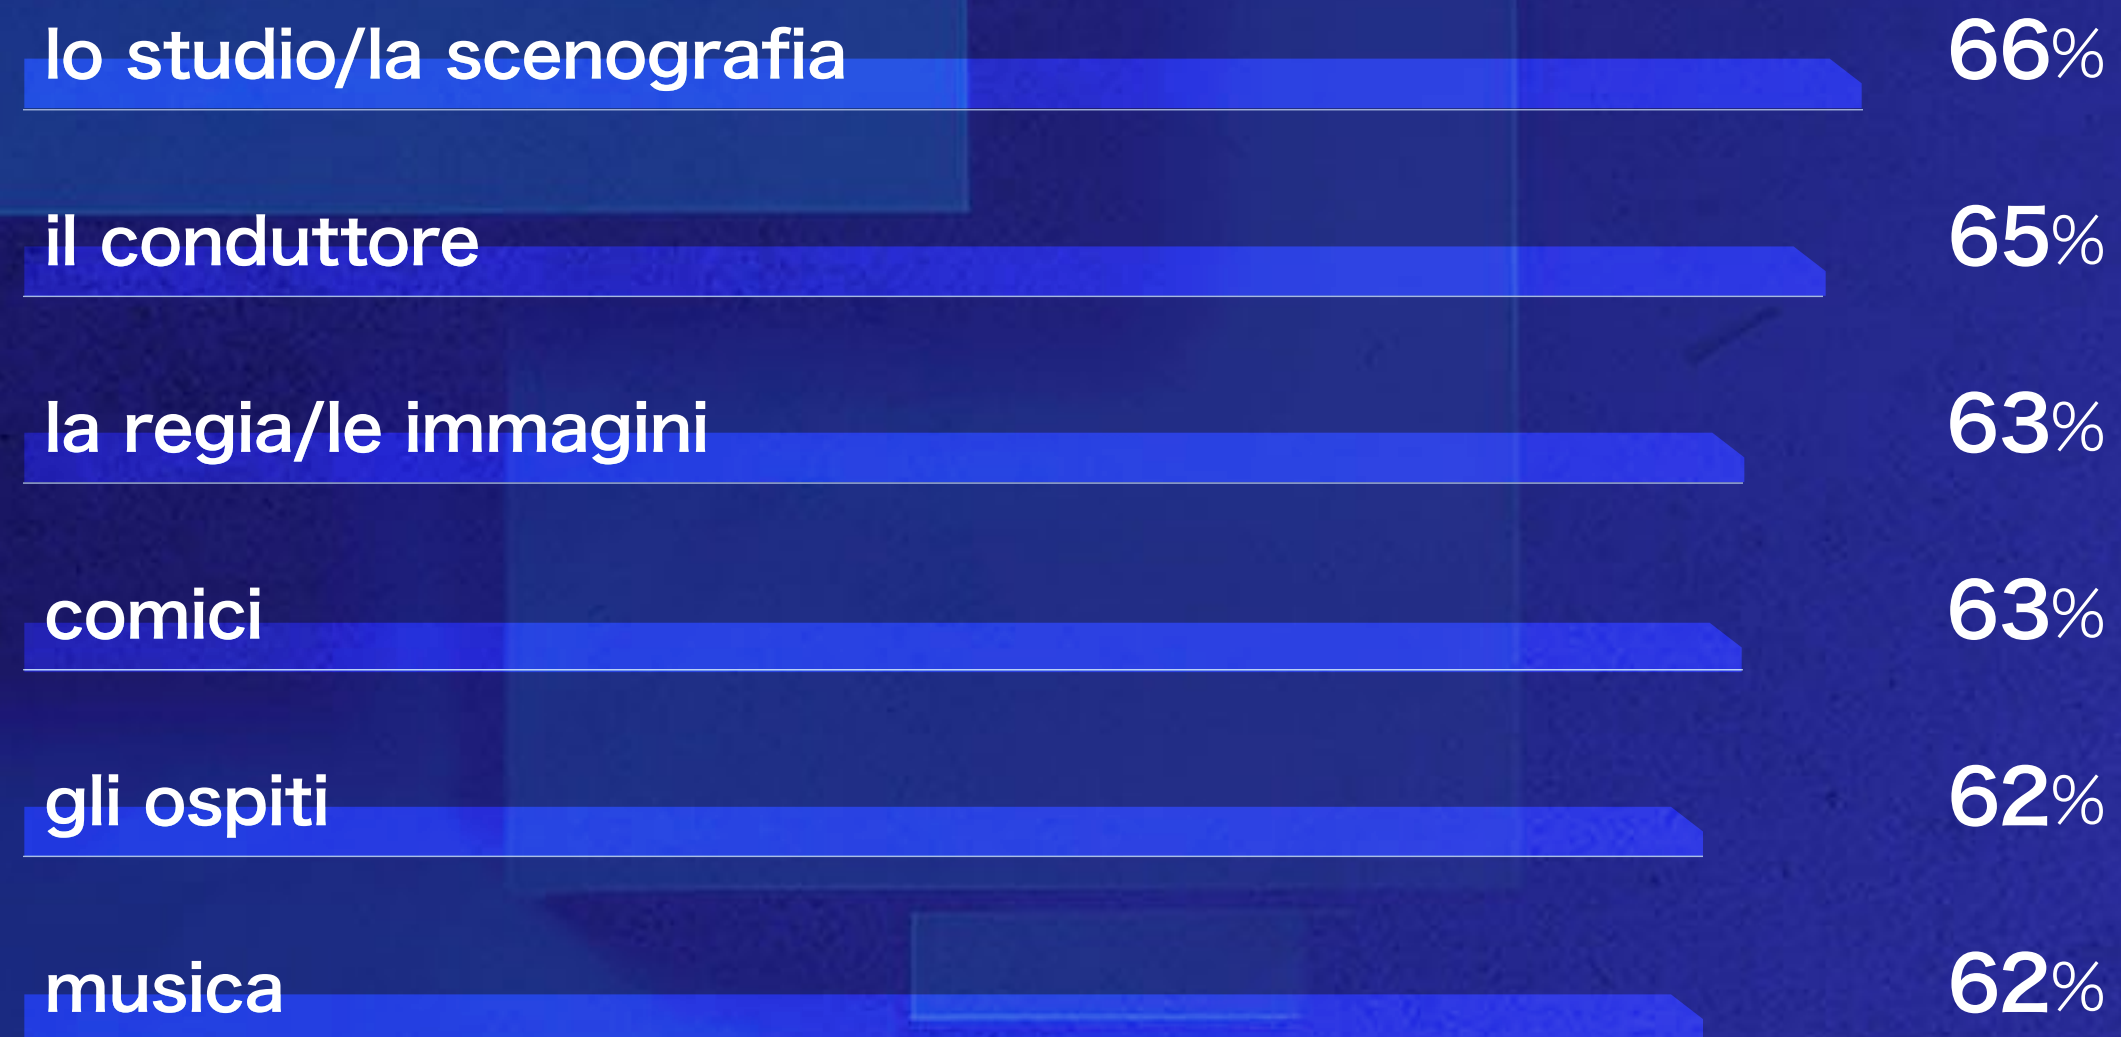 lo studio/la scenografia 66%
il conduttore 65%
la regia/le immagini 63%
comici 63%
gli ospiti 62%
musica 62%